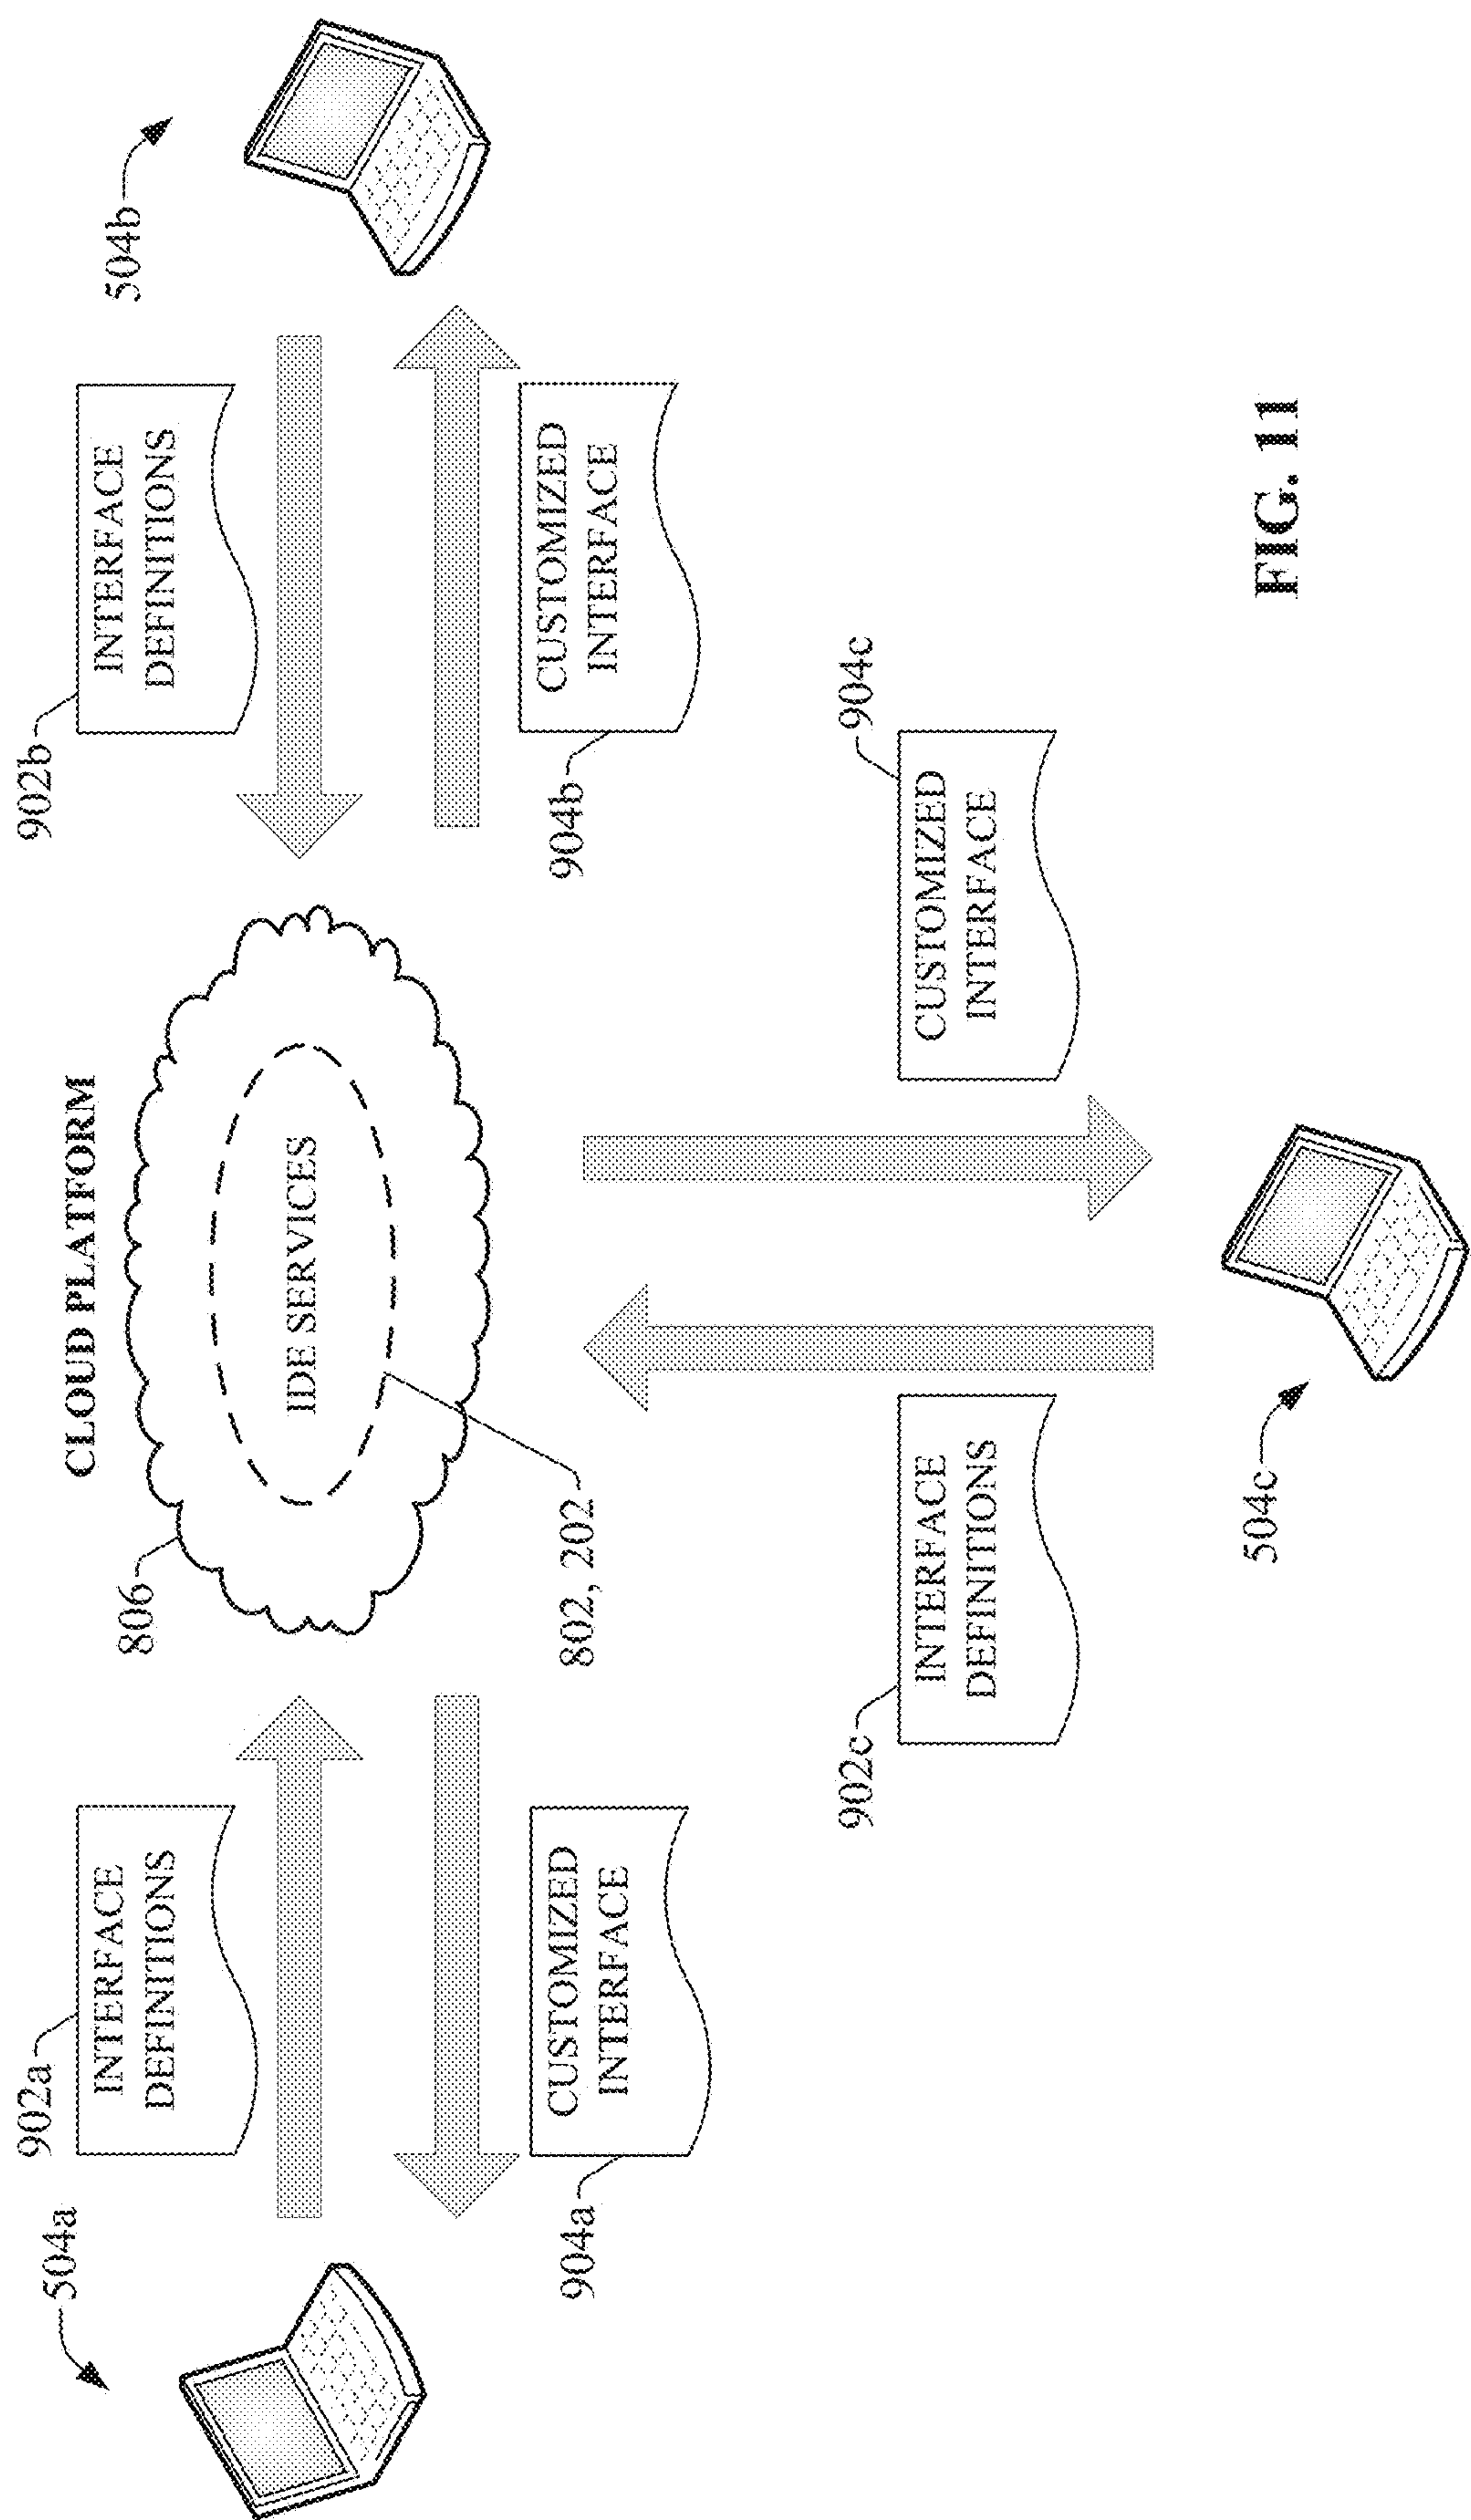 CLOUD PLATFORM
504a
902a
INTERFACE
DEFINITIONS
806
IDE SERVICES
802, 202
904a
CUSTOMIZED
INTERFACE
902b
INTERFACE
DEFINITIONS
504b
904b
CUSTOMIZED
INTERFACE
902c
INTERFACE
DEFINITIONS
904c
CUSTOMIZED
INTERFACE
504c
FIG. 11